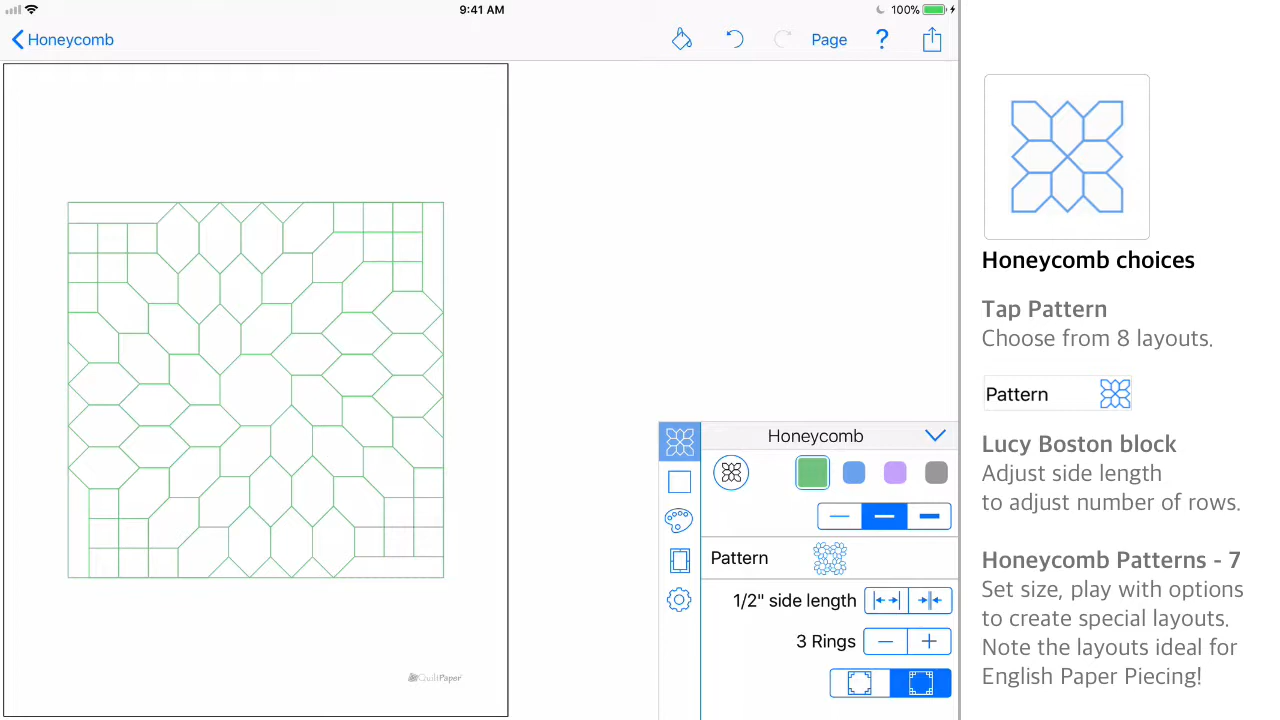 9:41 AM
100%
Honeycomb
Page
?
QuiltPaper
Honeycomb
Pattern
1/2" side length
3 Rings
Honeycomb choices
Tap Pattern
Choose from 8 layouts.
Pattern
Lucy Boston block
Adjust side length
to adjust number of rows.
Honeycomb Patterns - 7
Set size, play with options
to create special layouts.
Note the layouts ideal for
English Paper Piecing!